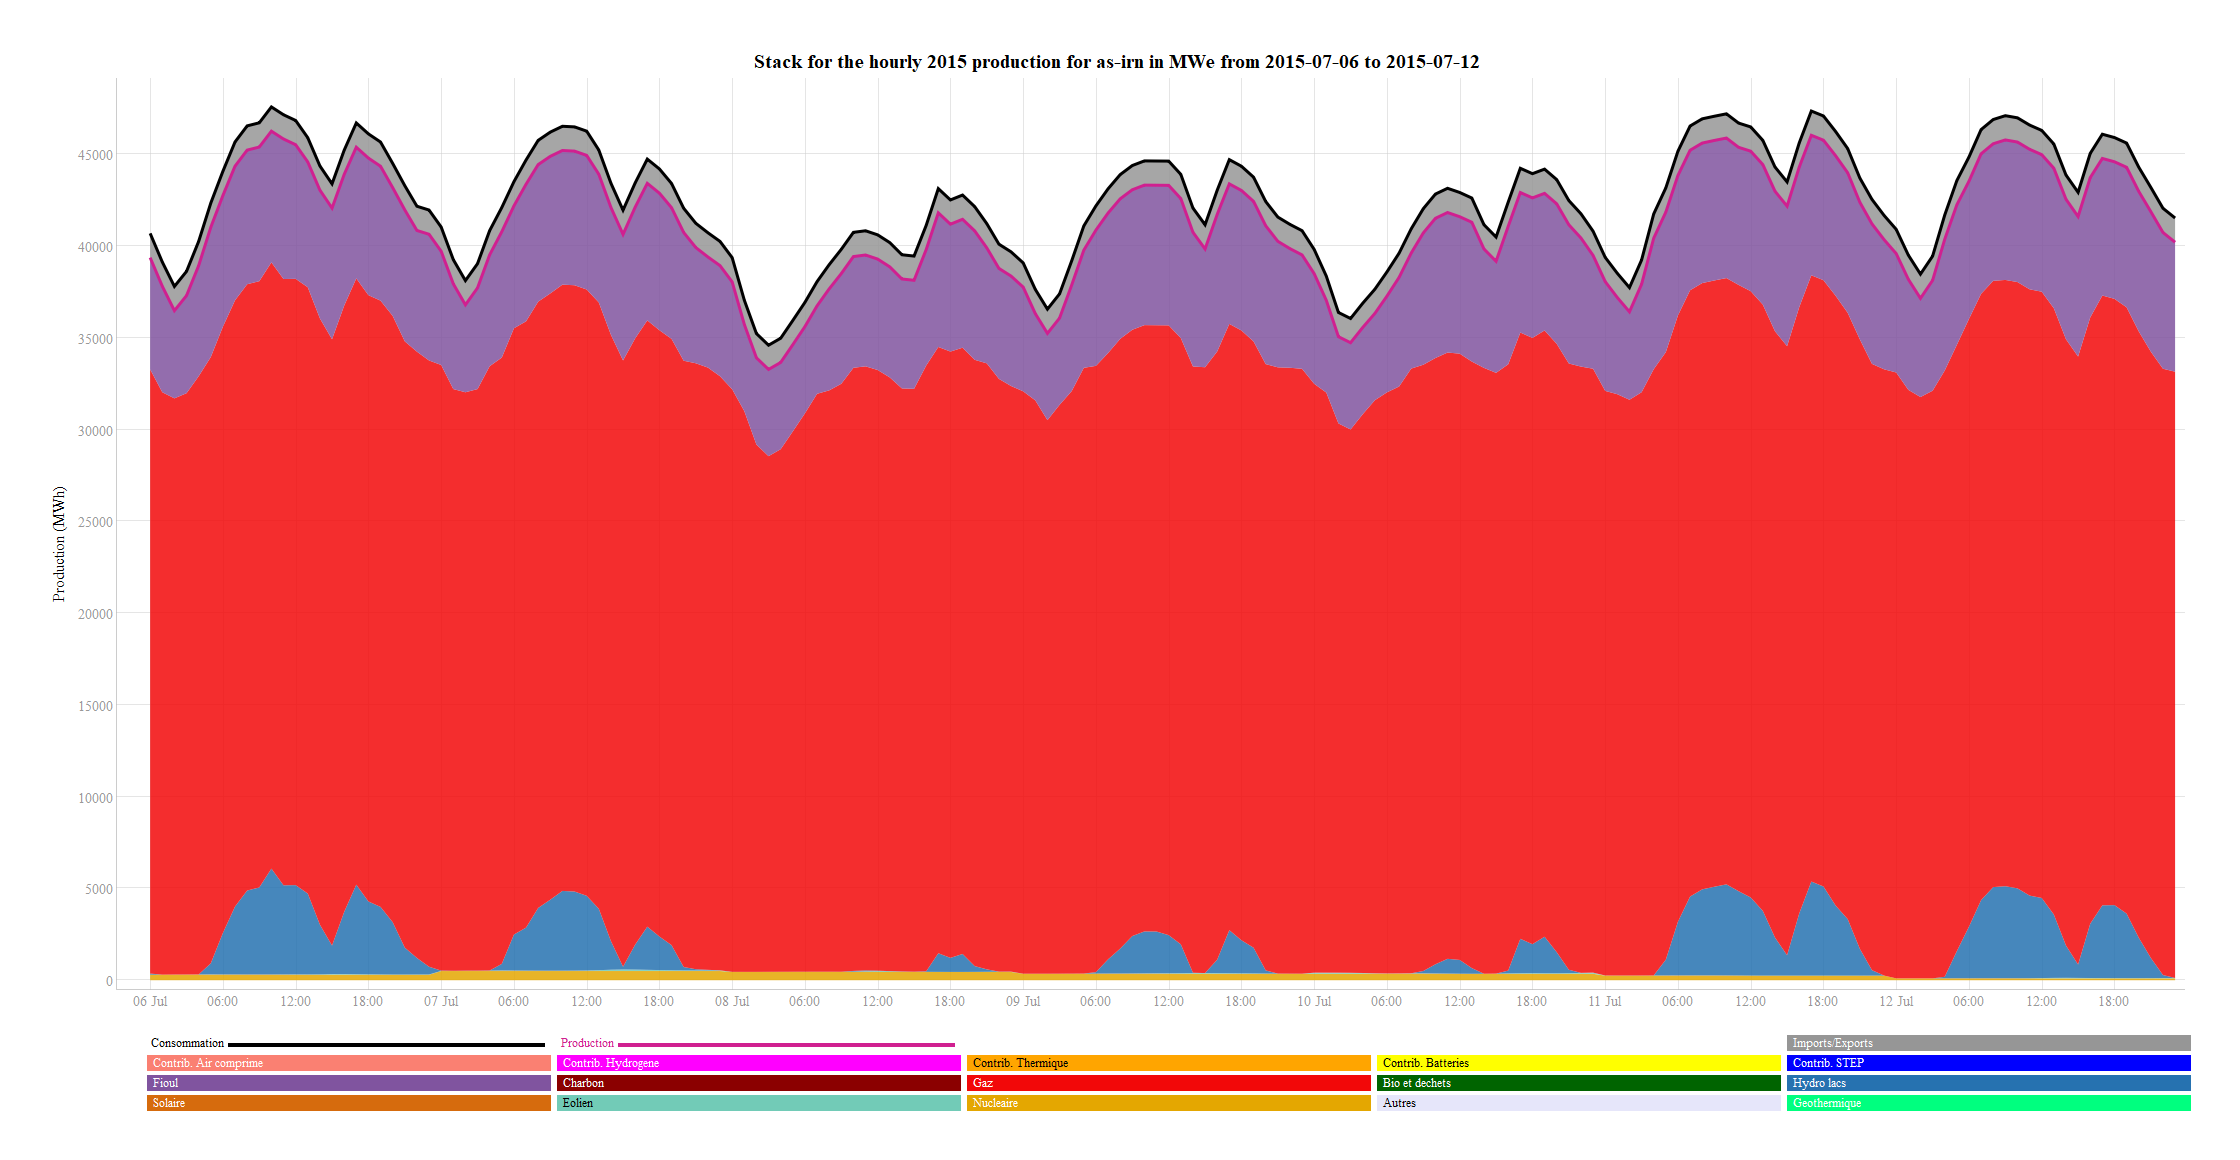 Stack for the hourly 2015 production for as-irn in MWe from 2015-07-06 to 2015-07-12
Production (MWh)
45000
40000
35000
30000
25000
20000
15000
10000
5000
0
06 Jul 06:00 12:00 18:00 07 Jul 06:00 12:00 18:00 08 Jul 06:00 12:00 18:00 09 Jul 06:00 12:00 18:00 10 Jul 06:00 12:00 18:00 11 Jul 06:00 12:00 18:00 12 Jul 06:00 12:00 18:00
Consommation Production Imports/Exports
Contrib. Air comprime Contrib. Hydrogene Contrib. Thermique Contrib. Batteries Contrib. STEP
Fioul Charbon Gaz Bio et dechets Hydro lacs
Solaire Eolien Nucleaire Autres Geothermique